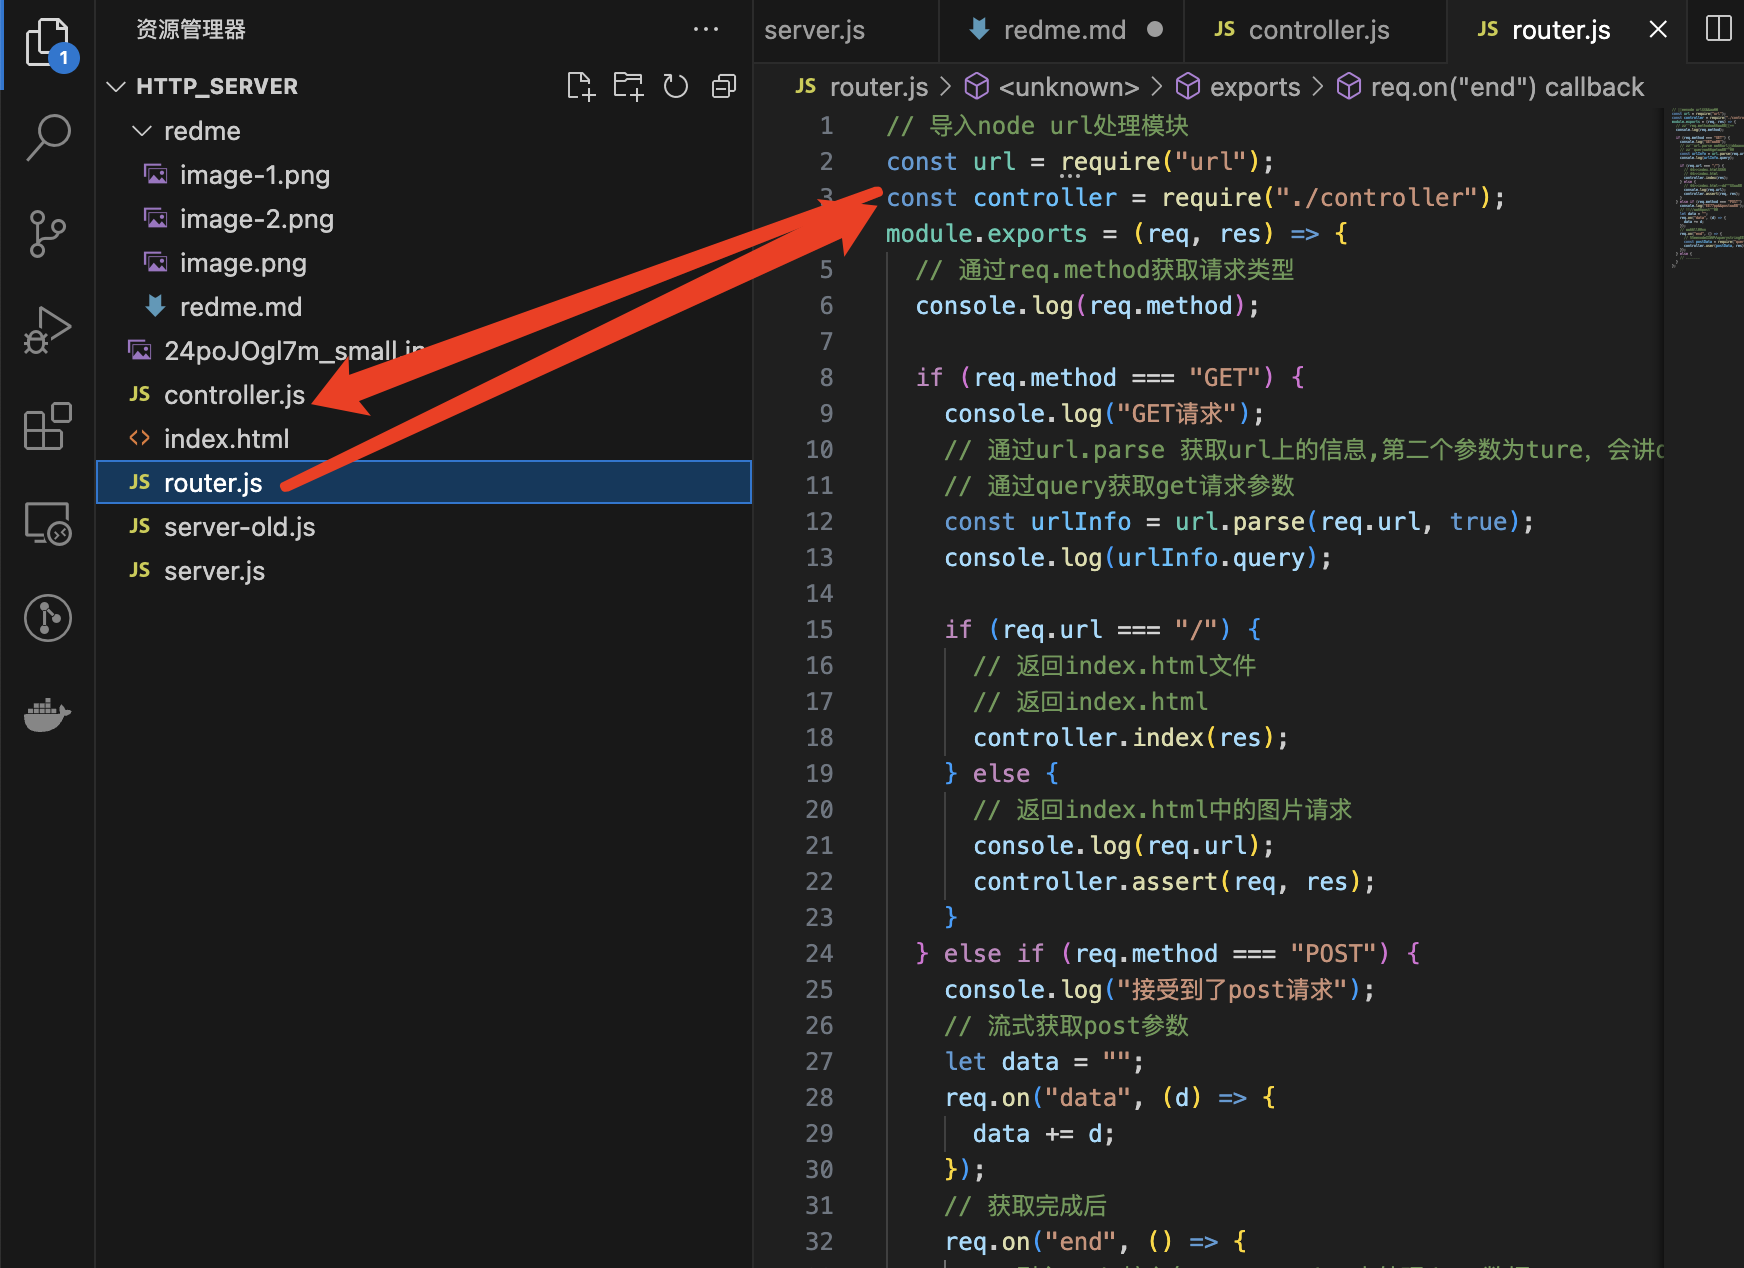 资源管理器
1
HTTP_SERVER
redme
image-1.png
image-2.png
image.png
redme.md
24poJOgl7m_small
JS controller.js
<> index.html
JS router.js
JS server-old.js
JS server.js
server.js
redme.md
JS controller.js
JS router.js
JS router.js > <unknown> > exports > req.on("end") callback
1 // 导入node url处理模块
2 const url = require("url");
3 const controller = require("./controller");
module.exports = (req, res) => {
5 // 通过req.method获取请求类型
6 console.log(req.method);
7
8 if (req.method === "GET") {
9 console.log("GET请求");
10 // 通过url.parse 获取url上的信息,第二个参数为ture, 会讲
11 // 通过query获取get请求参数
12 const urlInfo = url.parse(req.url, true);
13 console.log(urlInfo.query);
14
15 if (req.url === "/") {
16 // 返回index.html文件
17 // 返回index.html
18 controller.index(res);
19 } else {
20 // 返回index.html中的图片请求
21 console.log(req.url);
22 controller.assert(req, res);
23 }
24 } else if (req.method === "POST") {
25 console.log("接受到了post请求");
26 // 流式获取post参数
27 let data = "";
28 req.on("data", (d) => {
29 data += d;
30 });
31 // 获取完成后
32 req.on("end", () => {